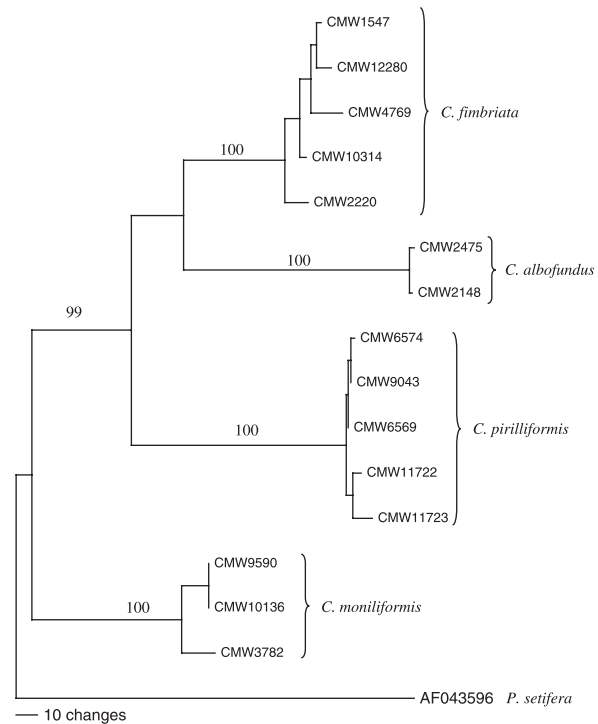 CMW1547
CMW12280
CMW4769
C. fimbriata
100
CMW10314
CMW2220
CMW2475
100
C. albofundus
CMW2148
99
CMW6574
CMW9043
CMW6569
C. pirilliformis
100
CMW11722
CMW11723
CMW9590
100
CMW10136
C. moniliformis
CMW3782
AF043596 P. setifera
10 changes